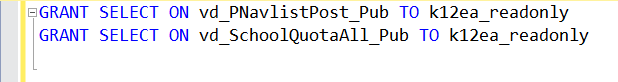 GRANT SELECT ON vd_PNavlistPost_Pub TO k12ea_readonly
GRANT SELECT ON vd_SchoolQuotaAll_Pub TO k12ea_readonly